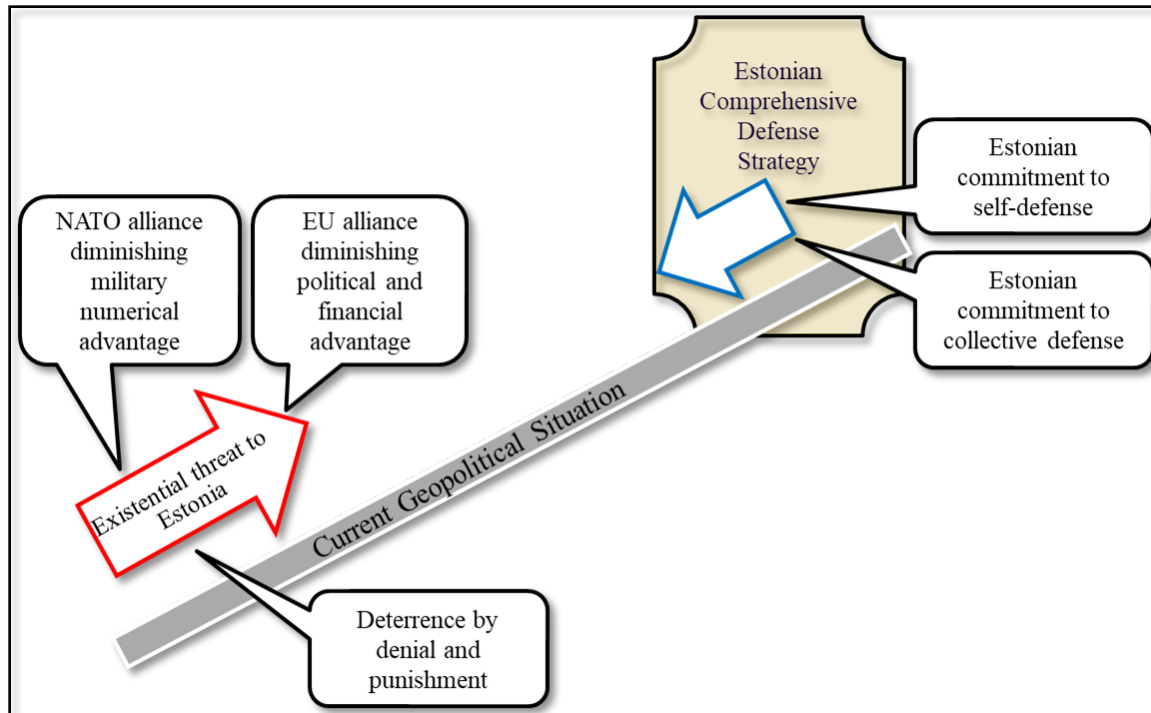 Estonian
Comprehensive
Defense
Strategy
Estonian
commitment to
self-defense
NATO alliance
diminishing
military
numerical
advantage
EU alliance
diminishing
political and
financial
advantage
Estonian
commitment to
collective defense
Existential threat to
Estonia
Current Geopolitical Situation
Deterrence by
denial and
punishment